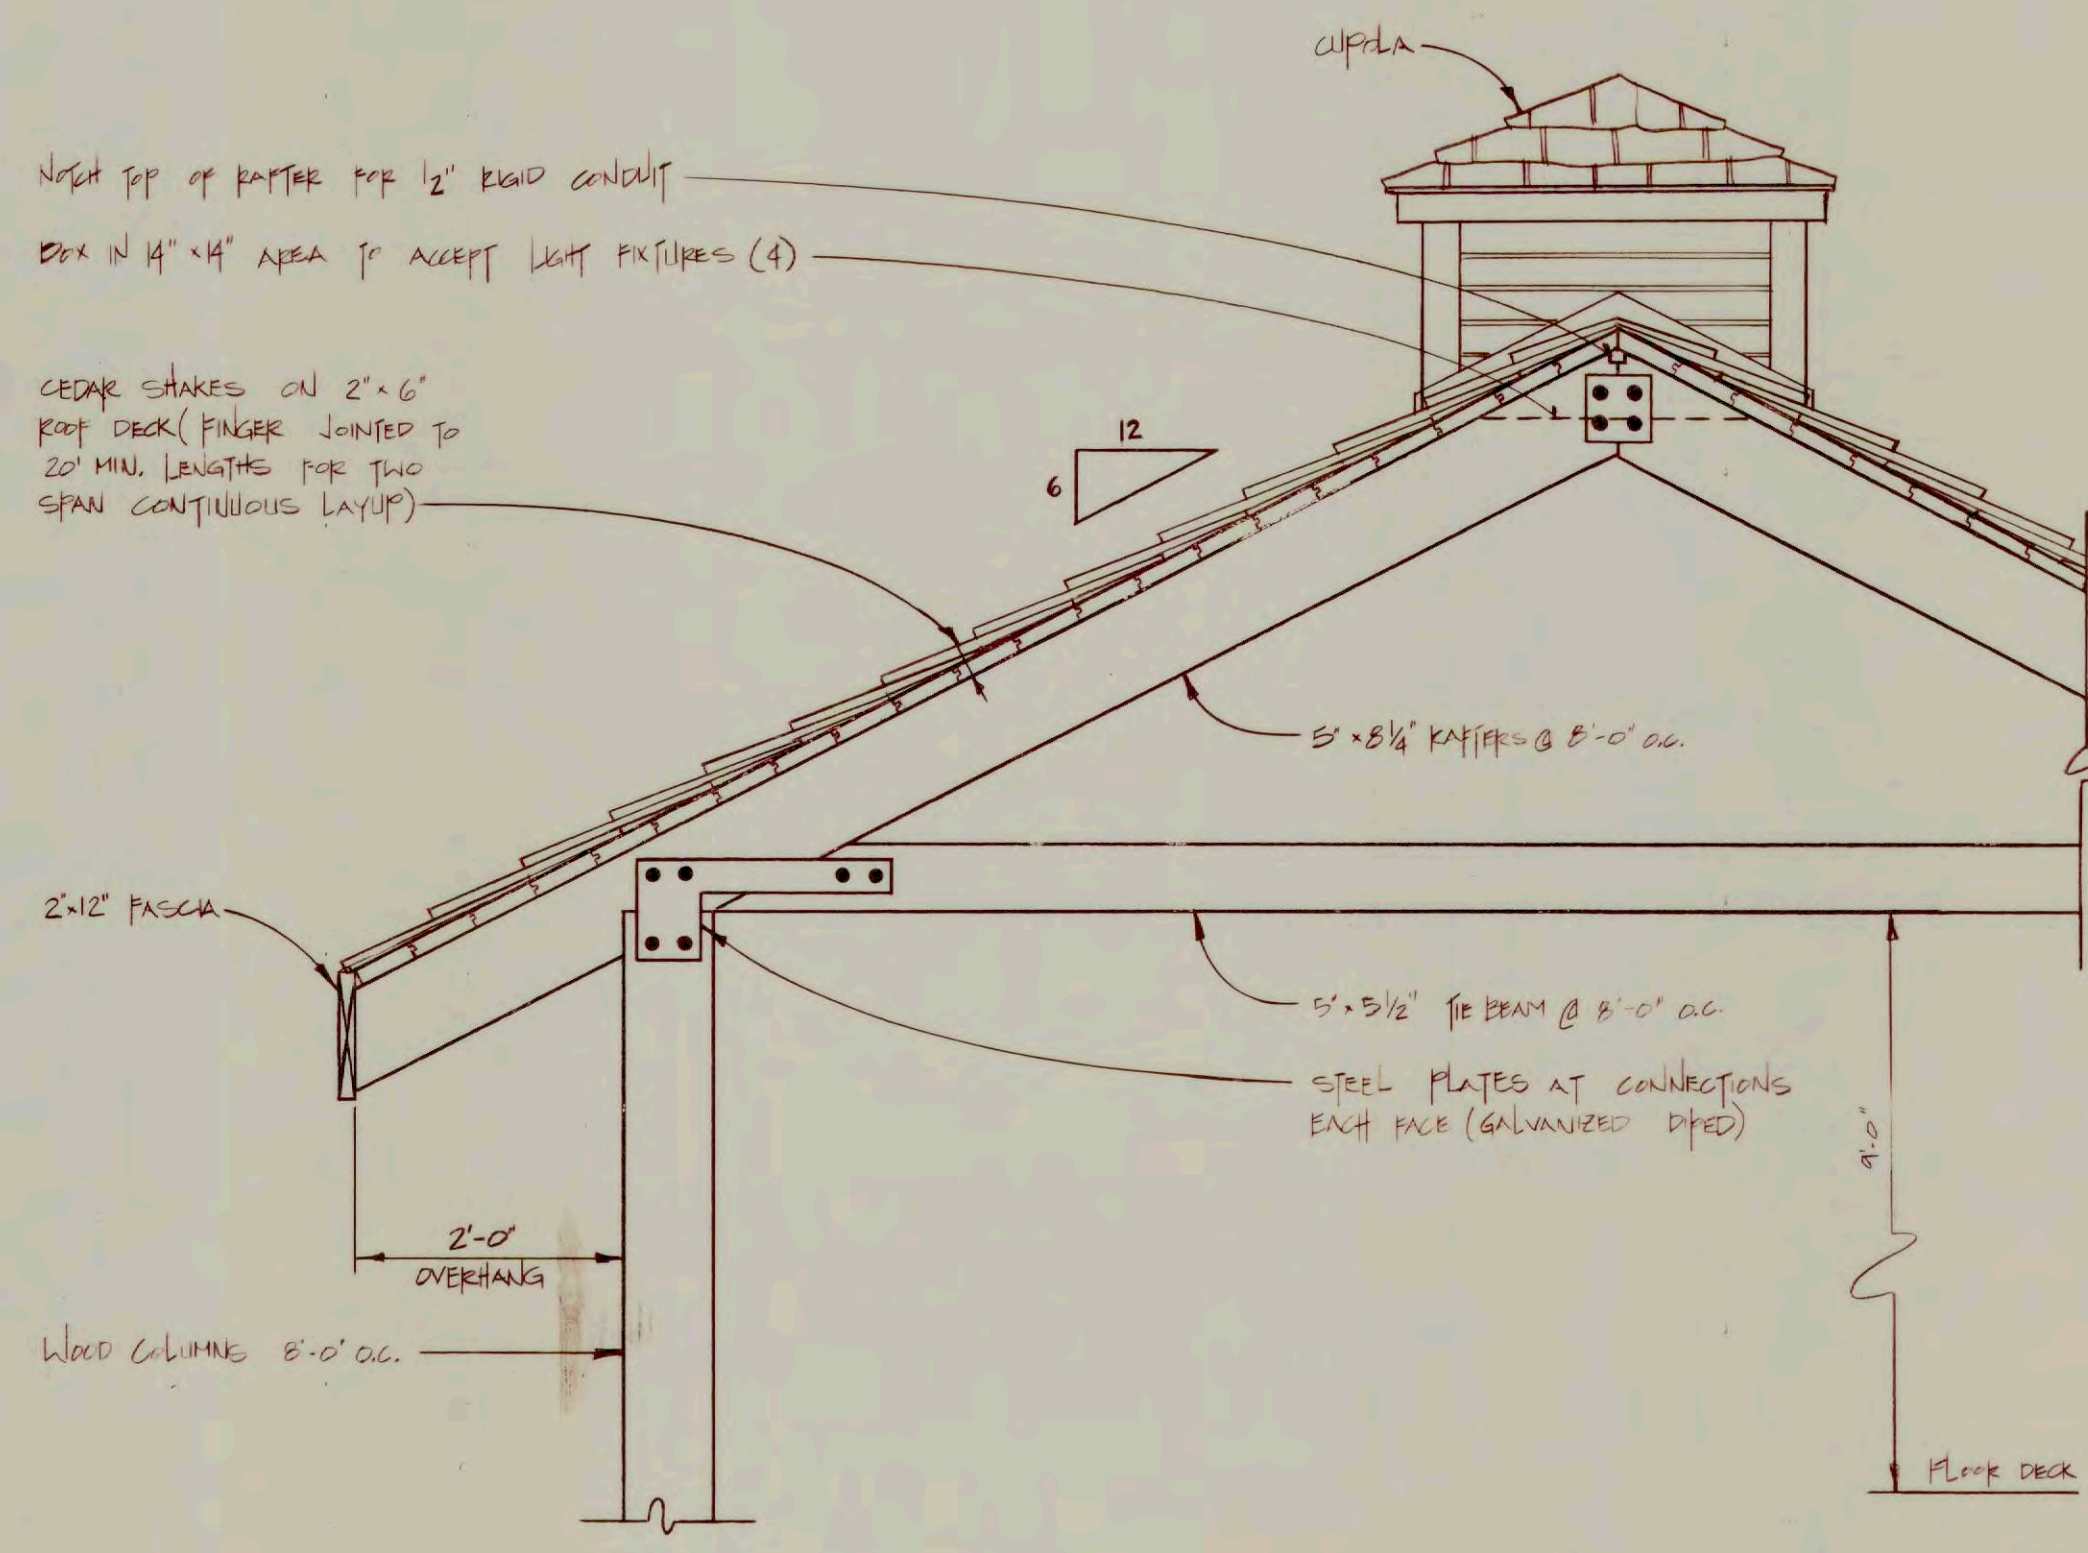 CUPOLA
NOTCH TOP OF RAFTER FOR 1/2" RIGID CONDUIT
BOX IN 14" x 14" AREA TO ACCEPT LIGHT FIXTURES (4)
CEDAR SHAKES ON 2" x 6"
ROOF DECK (FINGER JOINTED TO
20' MIN. LENGTHS FOR TWO
SPAN CONTINUOUS LAYUP)
12
6
5" x 8 1/4" RAFTERS @ 8'-0" O.C.
2"x12" FASCIA
5" x 5 1/2" TIE BEAM @ 8'-0" O.C.
STEEL PLATES AT CONNECTIONS
EACH FACE (GALVANIZED DIPED)
9'-0"
2'-0"
OVERHANG
WOOD COLUMNS 8'-0" O.C.
FLOOR DECK